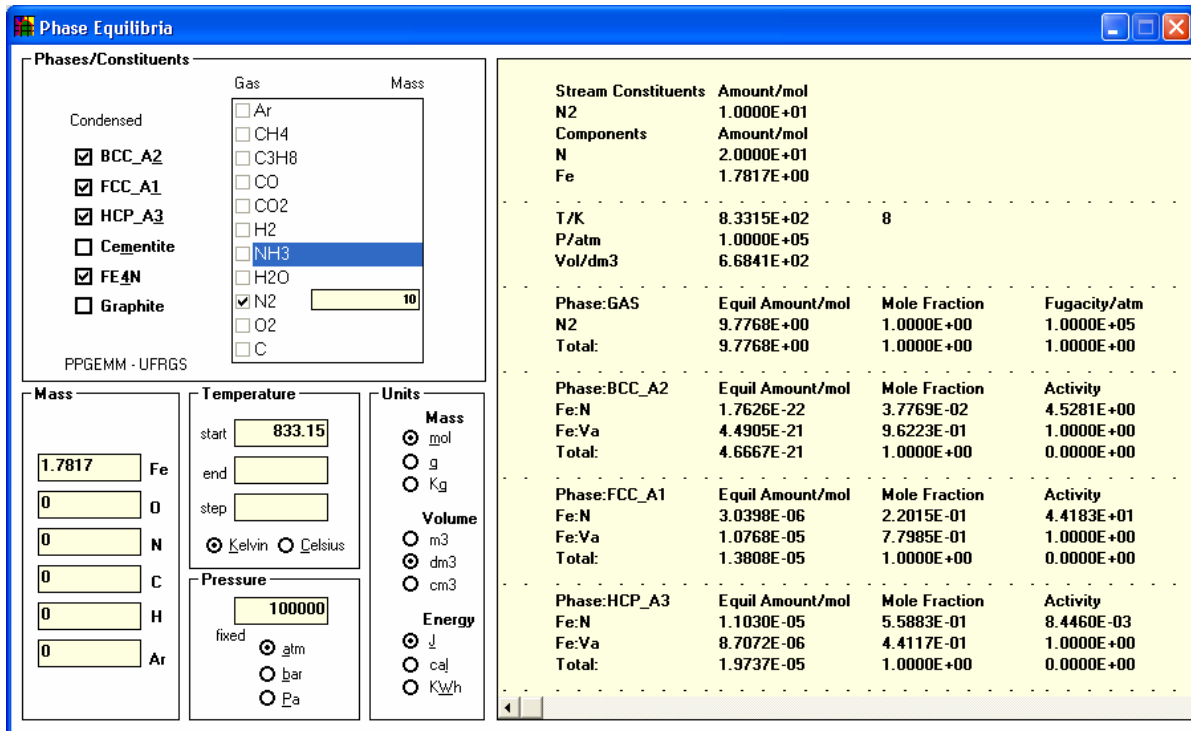 Phase Equilibria
Phases/Constituents
Gas Mass
Condensed
BCC_A2
FCC_A1
HCP_A3
Cementite
FE4N
Graphite
PPGEMM - UFRGS
Ar
CH4
C3H8
CO
CO2
H2
NH3
H2O
N2 10
O2
C
Mass
1.7817 Fe
0 O
0 N
0 C
0 H
0 Ar
Temperature
start 833.15
end
step
Kelvin Celsius
Pressure
100000
fixed
atm
bar
Pa
Units
Mass
mol
g
Kg
Volume
m3
dm3
cm3
Energy
J
cal
KWh
Stream Constituents Amount/mol
N2 1.0000E+01
Components Amount/mol
N 2.0000E+01
Fe 1.7817E+00
T/K 8.3315E+02 8
P/atm 1.0000E+05
Vol/dm3 6.6841E+02
Phase:GAS Equil Amount/mol Mole Fraction Fugacity/atm
N2 9.7768E+00 1.0000E+00 1.0000E+05
Total: 9.7768E+00 1.0000E+00 1.0000E+00
Phase:BCC_A2 Equil Amount/mol Mole Fraction Activity
Fe:N 1.7626E-22 3.7769E-02 4.5281E+00
Fe:Va 4.4905E-21 9.6223E-01 1.0000E+00
Total: 4.6667E-21 1.0000E+00 0.0000E+00
Phase:FCC_A1 Equil Amount/mol Mole Fraction Activity
Fe:N 3.0398E-06 2.2015E-01 4.4183E+01
Fe:Va 1.0768E-05 7.7985E-01 1.0000E+00
Total: 1.3808E-05 1.0000E+00 0.0000E+00
Phase:HCP_A3 Equil Amount/mol Mole Fraction Activity
Fe:N 1.1030E-05 5.5883E-01 8.4460E-03
Fe:Va 8.7072E-06 4.4117E-01 1.0000E+00
Total: 1.9737E-05 1.0000E+00 0.0000E+00